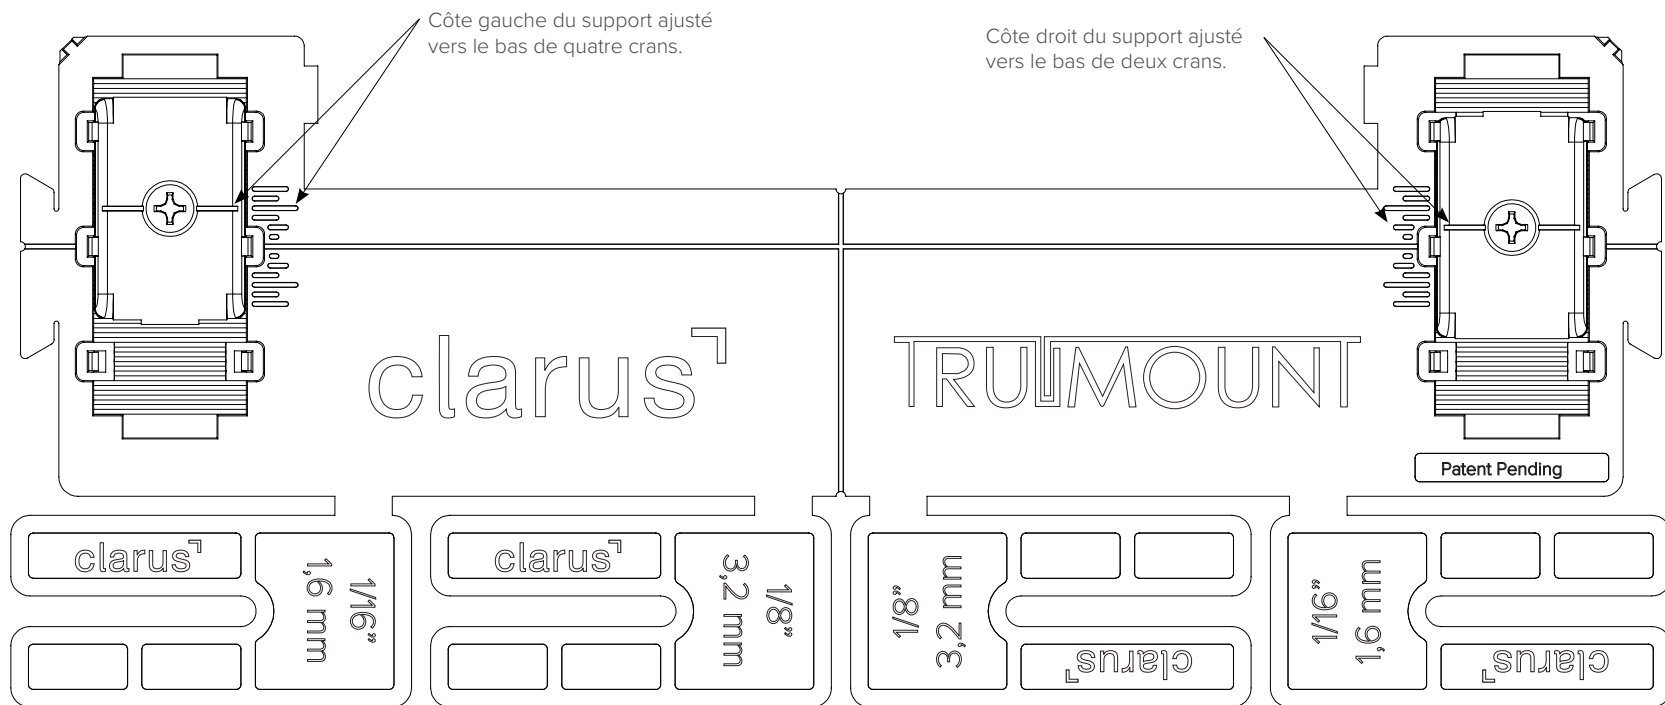 Côte gauche du support ajusté
vers le bas de quatre crans.
Côte droit du support ajusté
vers le bas de deux crans.
clarus
TRUMOUNT
Patent Pending
clarus
1/16”
1,6 mm
clarus
1/8”
3,2 mm
1/8”
3,2 mm
clarus
1/16”
1,6 mm
clarus